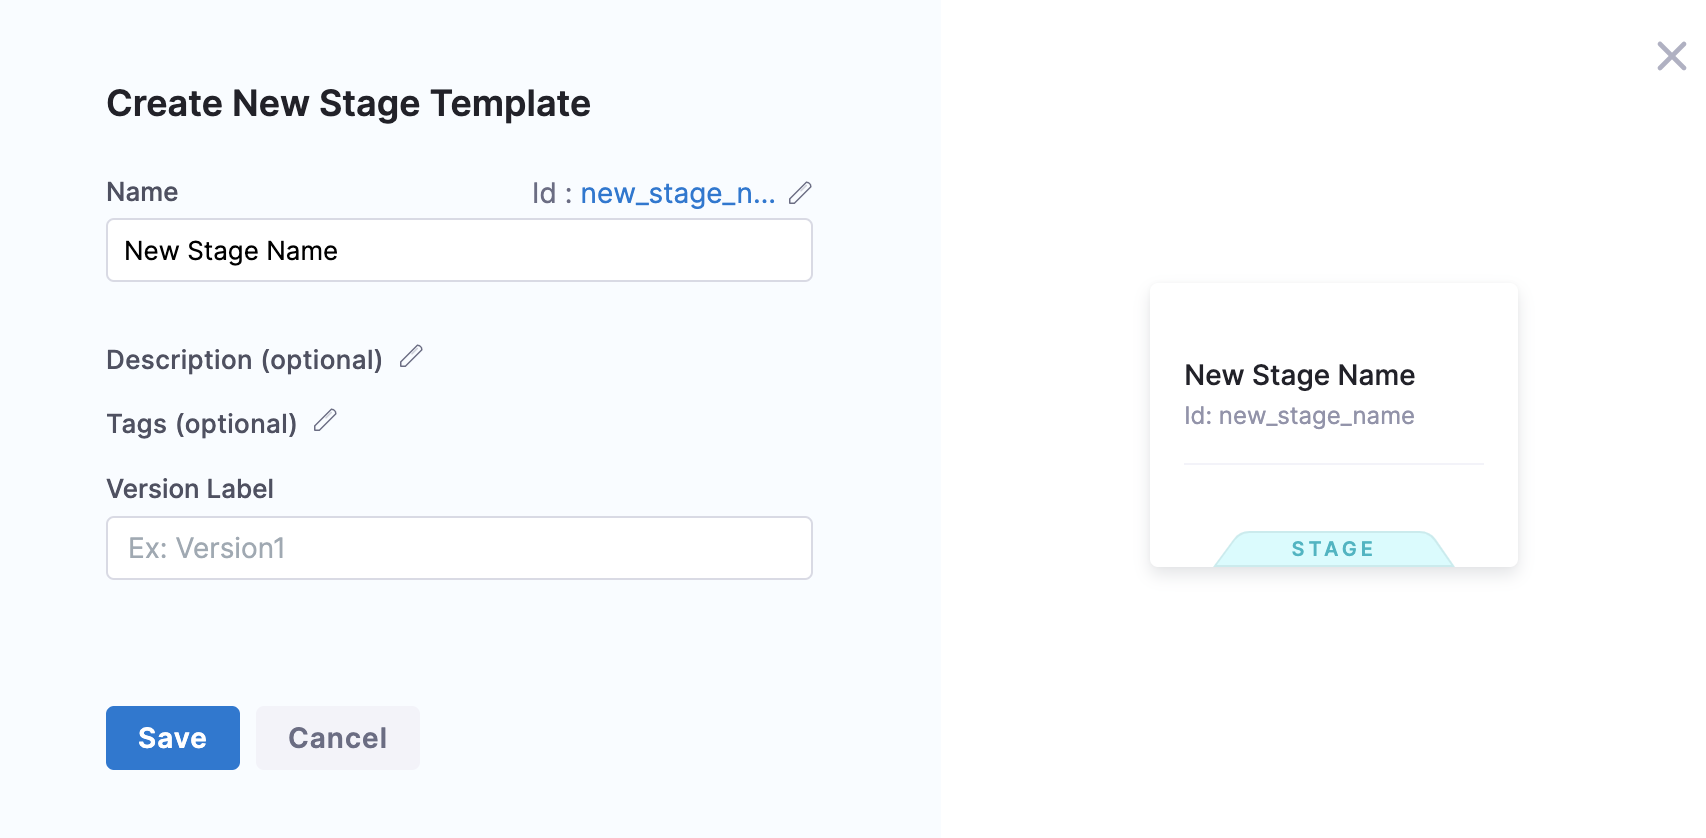 Create New Stage Template
Name
Id : new_stage_n...
New Stage Name
Description (optional)
Tags (optional)
Version Label
Ex: Version1
Save
Cancel
New Stage Name
Id: new_stage_name
STAGE